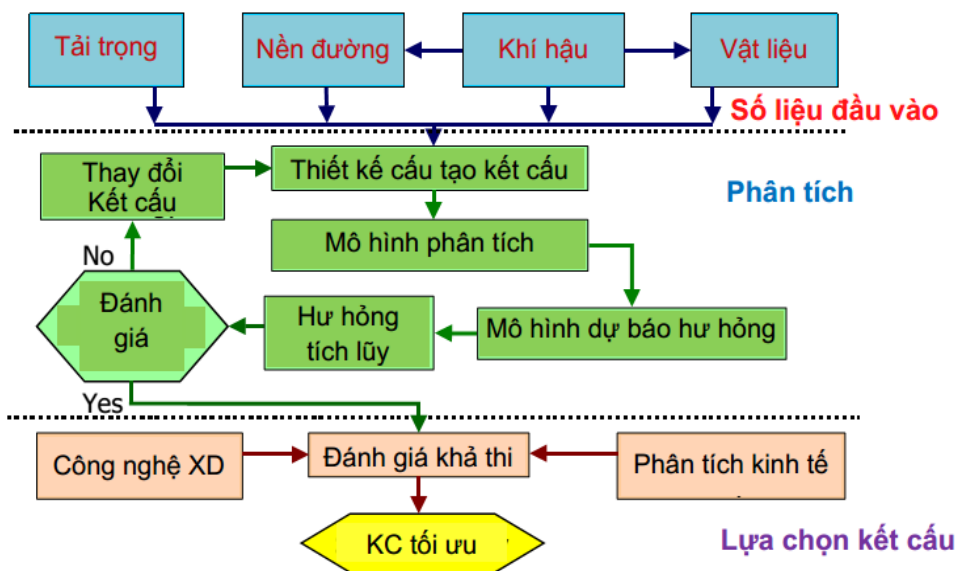 Tải trọng
Nền đường
Khí hậu
Vật liệu
Số liệu đầu vào
Thay đổi
Kết cấu
Thiết kế cấu tạo kết cấu
Phân tích
Mô hình phân tích
No
Đánh
giá
Hư hỏng
tích lũy
Mô hình dự báo hư hỏng
Yes
Công nghệ XD
Đánh giá khả thi
Phân tích kinh tế
KC tối ưu
Lựa chọn kết cấu